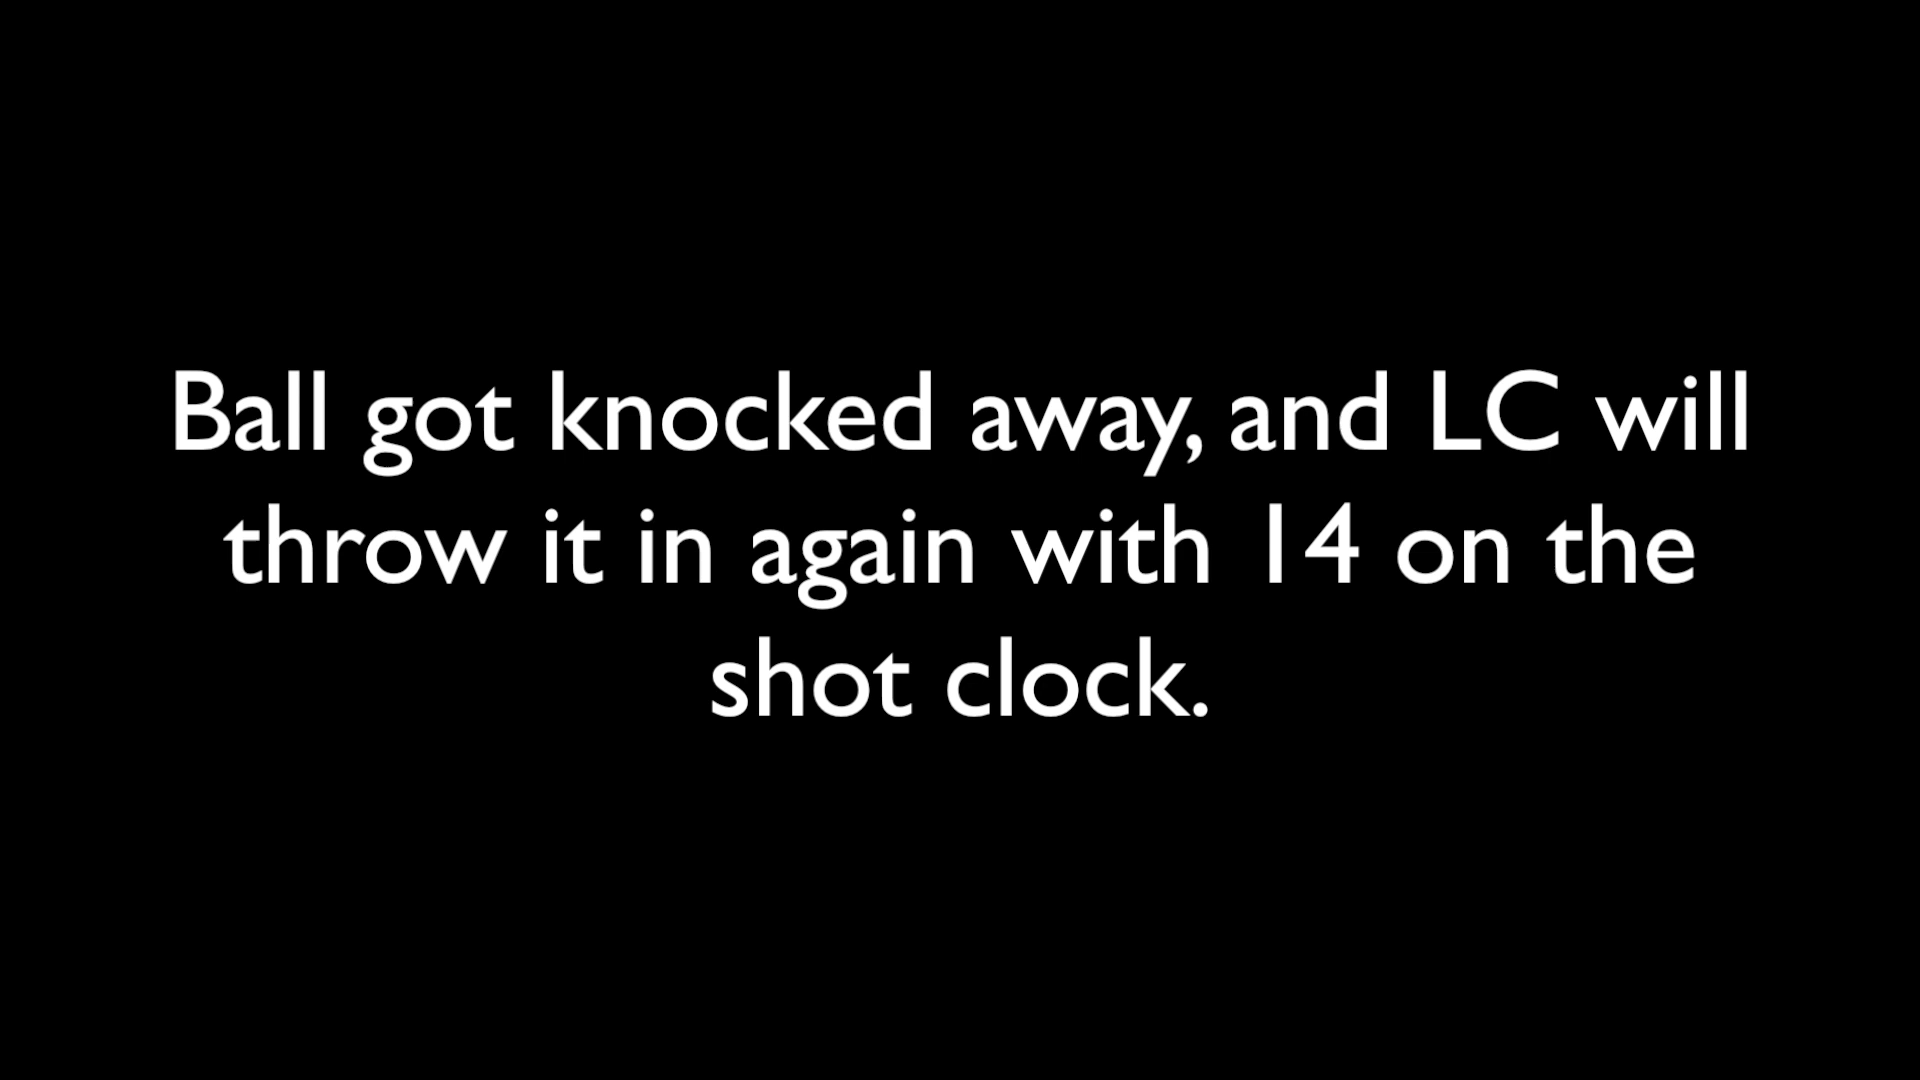 Ball got knocked away, and LC will
throw it in again with 14 on the
shot clock.